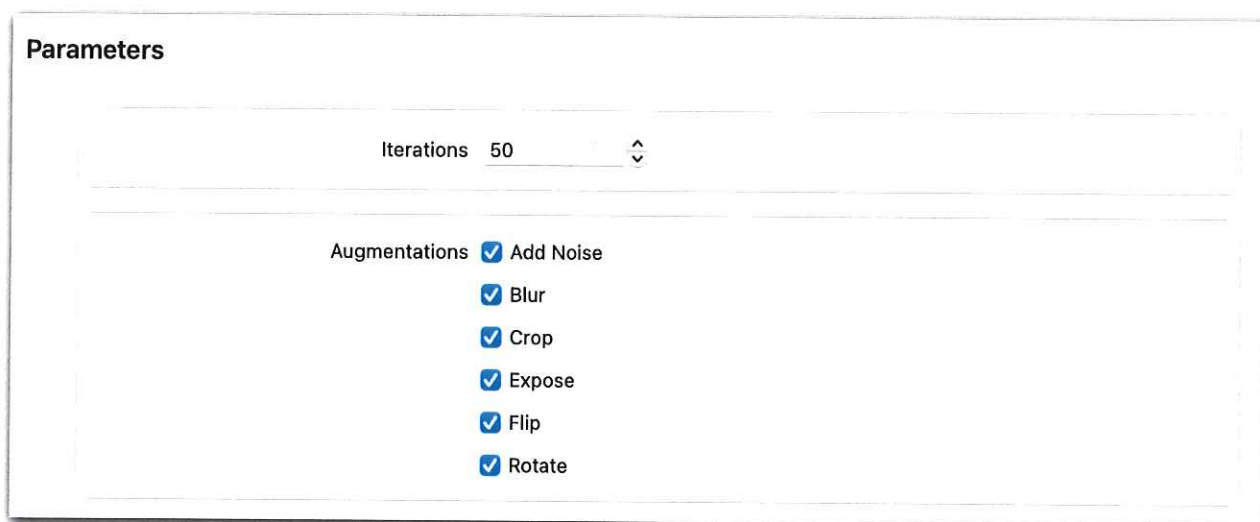 Parameters
Iterations 50
Augmentations Add Noise
Blur
Crop
Expose
Flip
Rotate